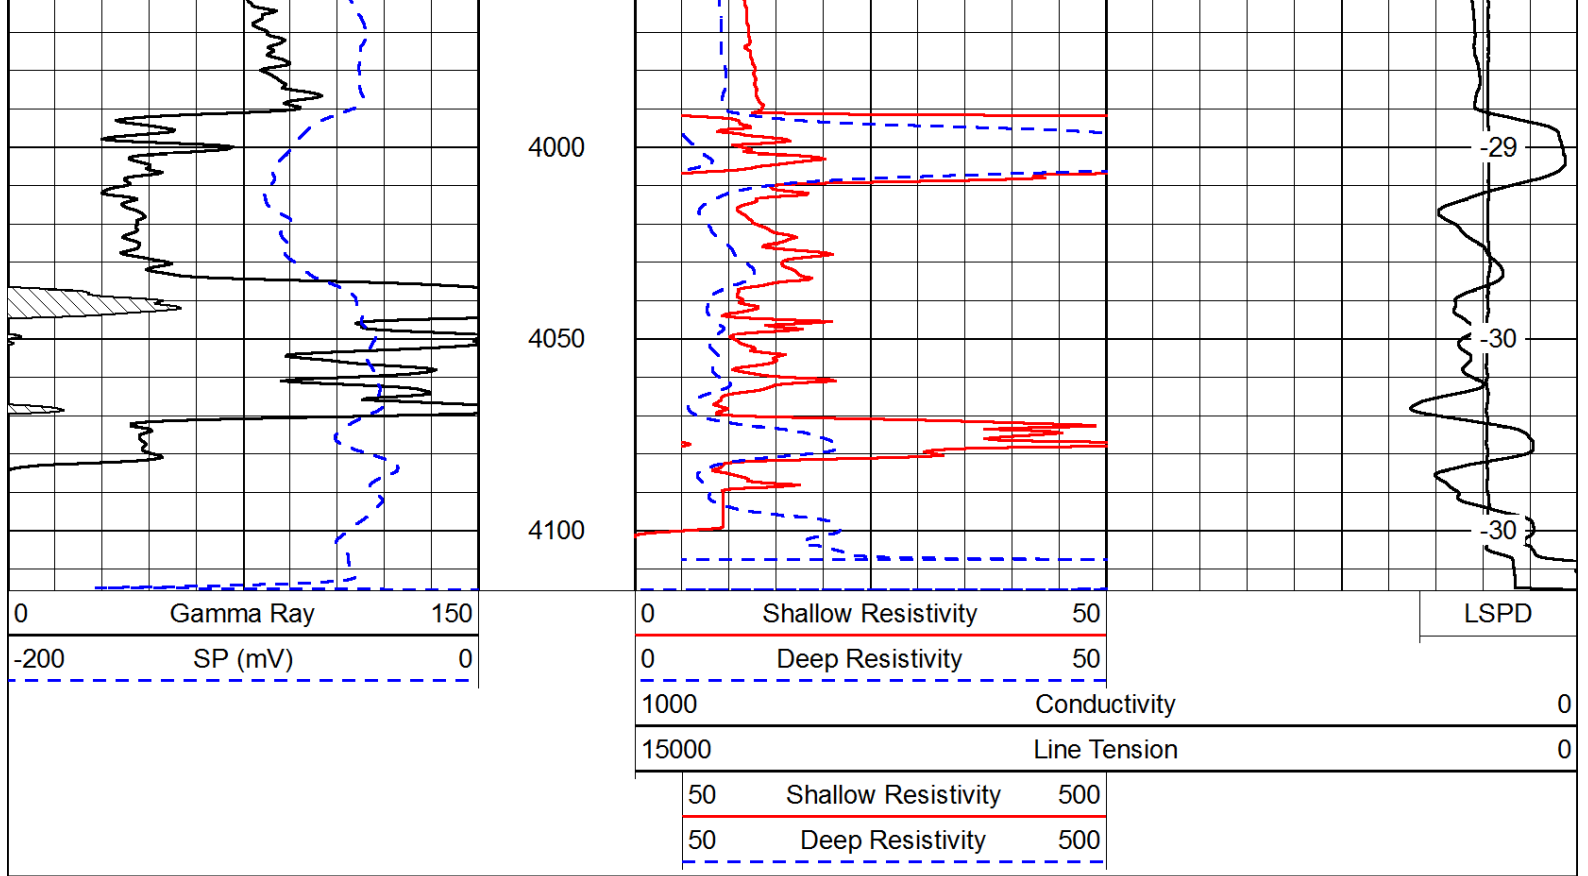 4000
-29
4050
-30
4100
-30
0 Gamma Ray 150
0 Shallow Resistivity 50
LSPD
-200 SP (mV) 0
0 Deep Resistivity 50
1000 Conductivity 0
15000 Line Tension 0
50 Shallow Resistivity 500
50 Deep Resistivity 500